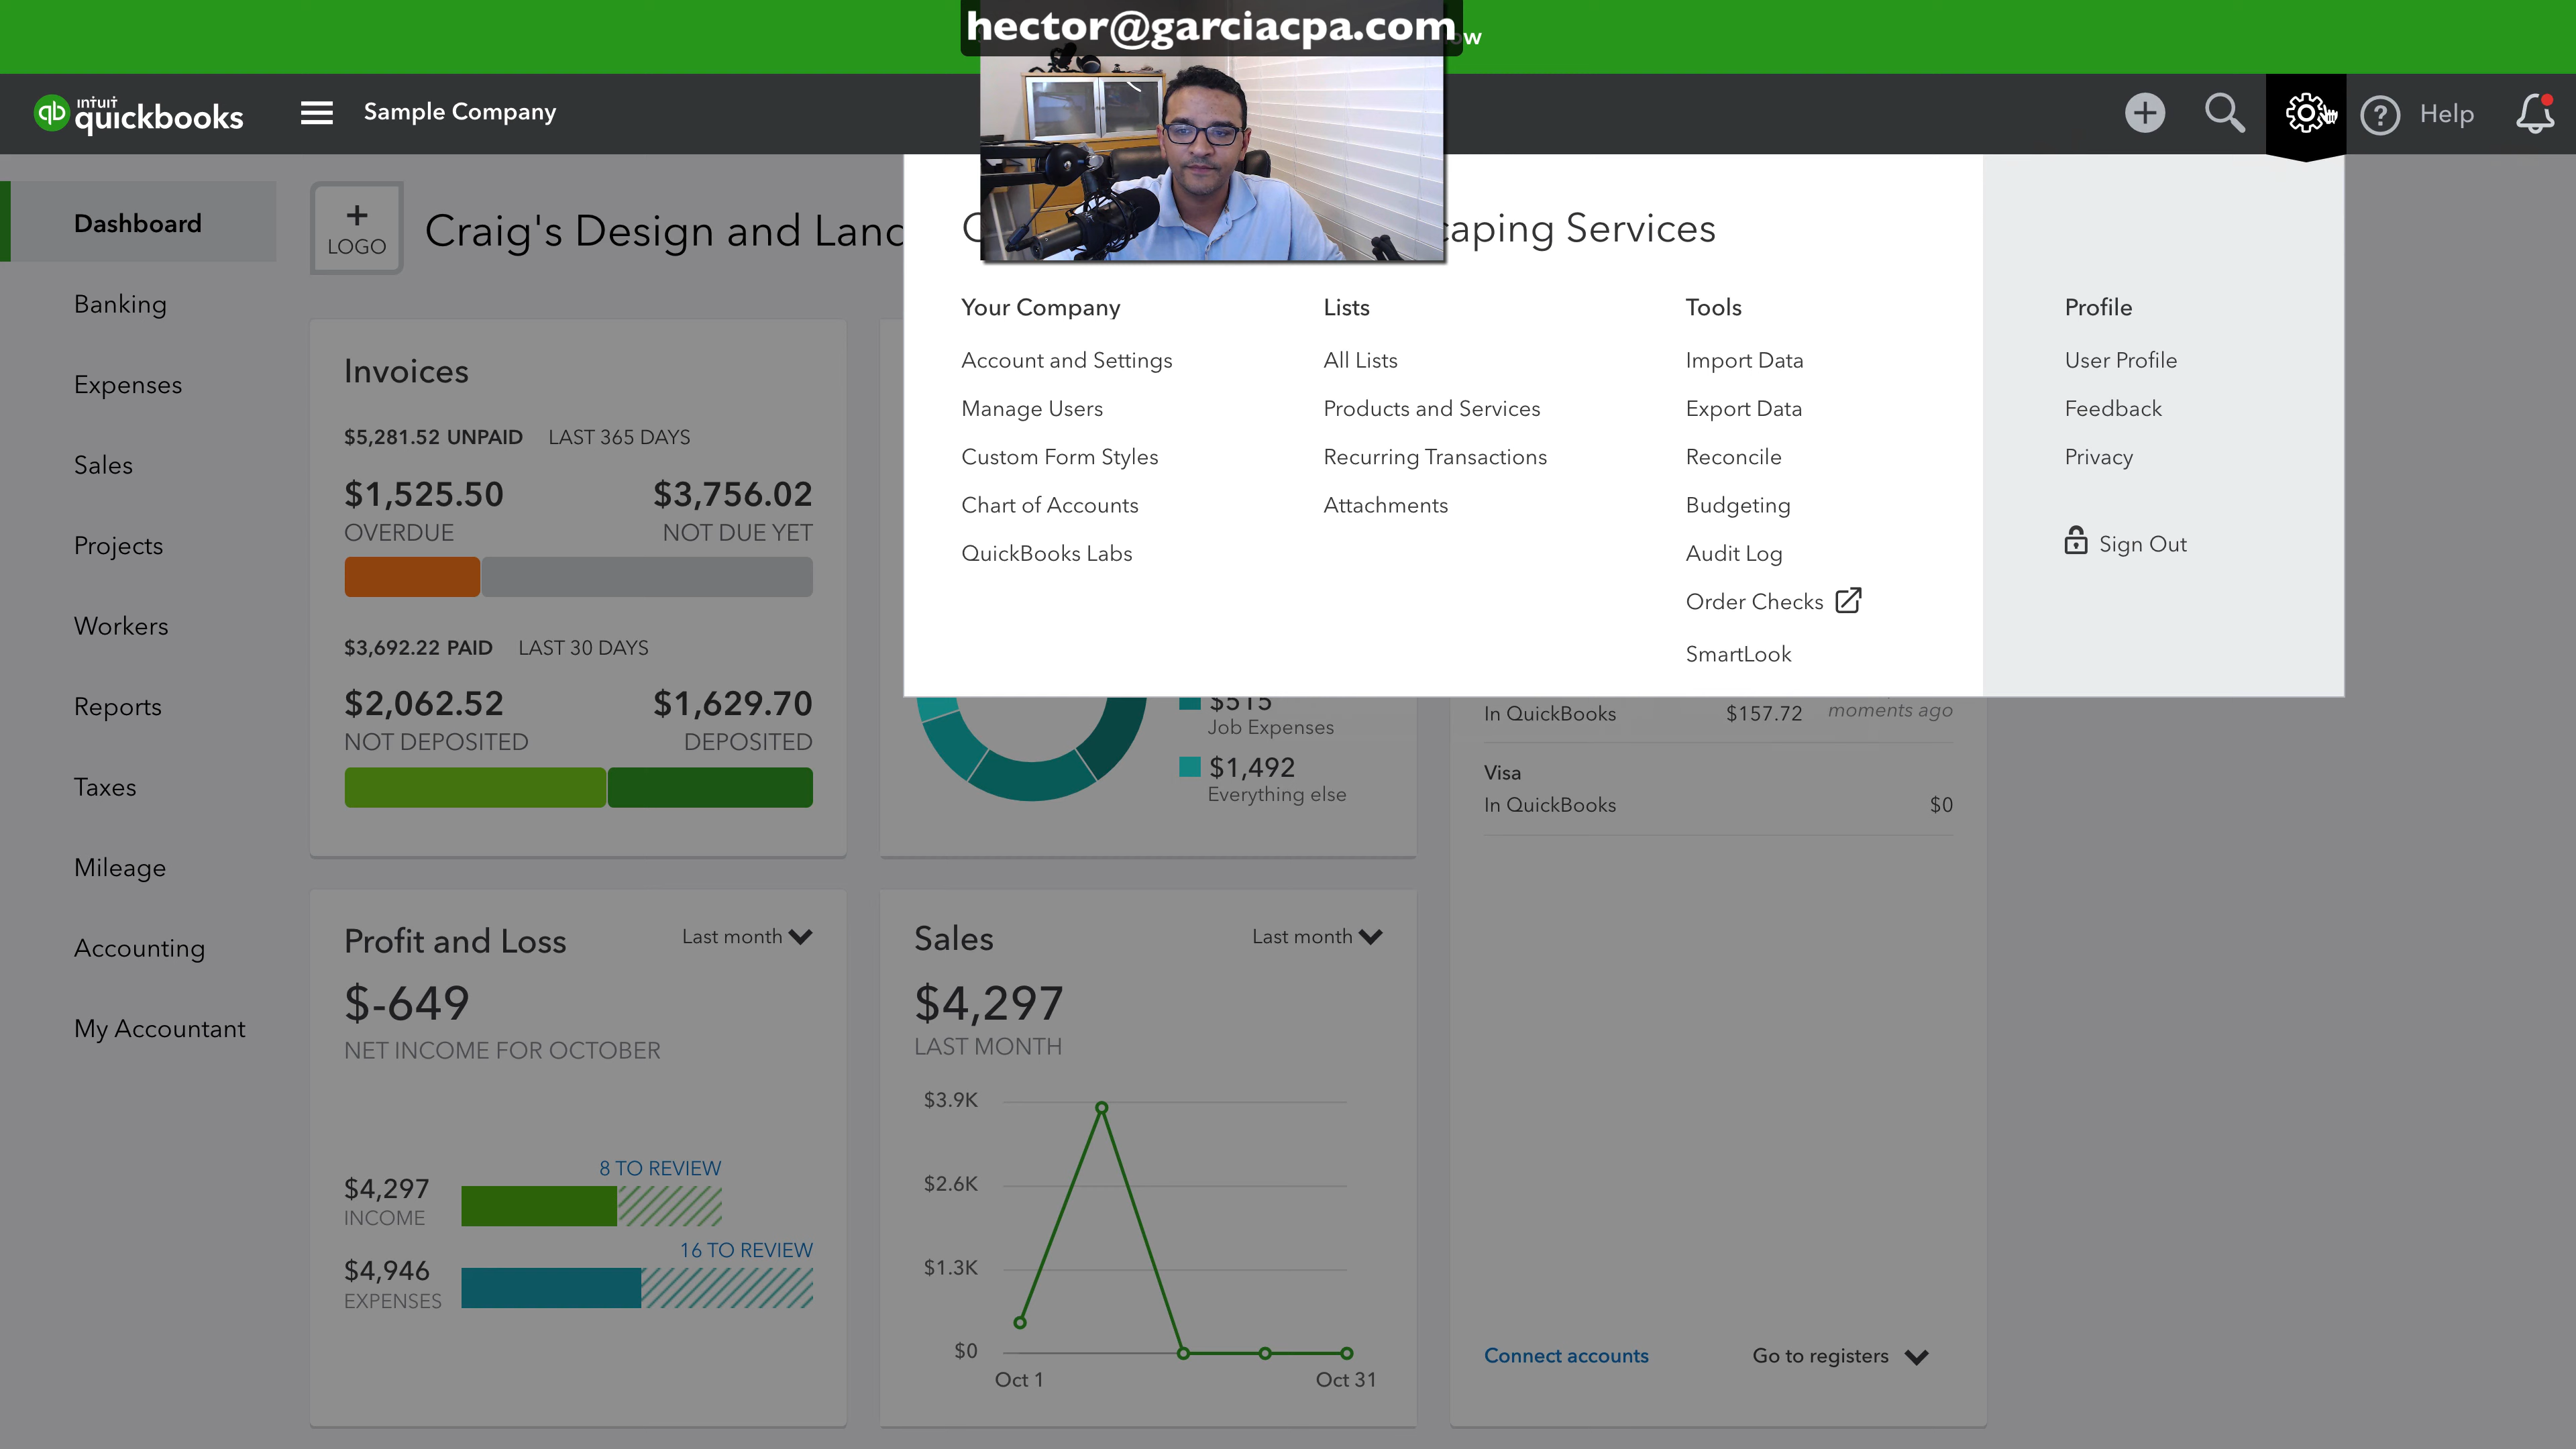 hector@garciacpa.com
intuit
quickbooks
Sample Company
Help
Dashboard
Banking
Expenses
Sales
Projects
Workers
Reports
Taxes
Mileage
Accounting
My Accountant
+
LOGO
Craig's Design and Land
caping Services
Your Company
Account and Settings
Manage Users
Custom Form Styles
Chart of Accounts
QuickBooks Labs
Lists
All Lists
Products and Services
Recurring Transactions
Attachments
Tools
Import Data
Export Data
Reconcile
Budgeting
Audit Log
Order Checks
SmartLook
Profile
User Profile
Feedback
Privacy
Sign Out
Invoices
$5,281.52 UNPAID LAST 365 DAYS
$1,525.50 $3,756.02
OVERDUE NOT DUE YET
$3,692.22 PAID LAST 30 DAYS
$2,062.52 $1,629.70
NOT DEPOSITED DEPOSITED
$515
Job Expenses
$1,492
Everything else
In QuickBooks $157.72 moments ago
Visa
In QuickBooks $0
Profit and Loss Last month
$-649
NET INCOME FOR OCTOBER
8 TO REVIEW
$4,297
INCOME
16 TO REVIEW
$4,946
EXPENSES
Sales Last month
$4,297
LAST MONTH
$3.9K
$2.6K
$1.3K
$0
Oct 1 Oct 31
Connect accounts Go to registers